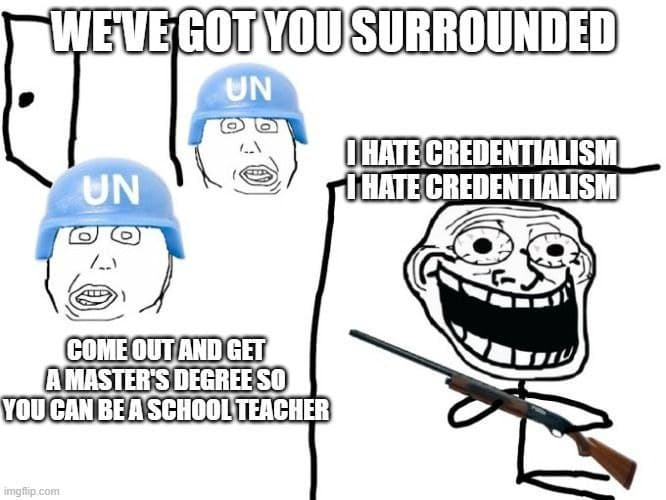 WE'VE GOT YOU SURROUNDED
UN
UN
I HATE CREDENTIALISM
I HATE CREDENTIALISM
COME OUT AND GET
A MASTER'S DEGREE SO
YOU CAN BE A SCHOOL TEACHER
imgflip.com